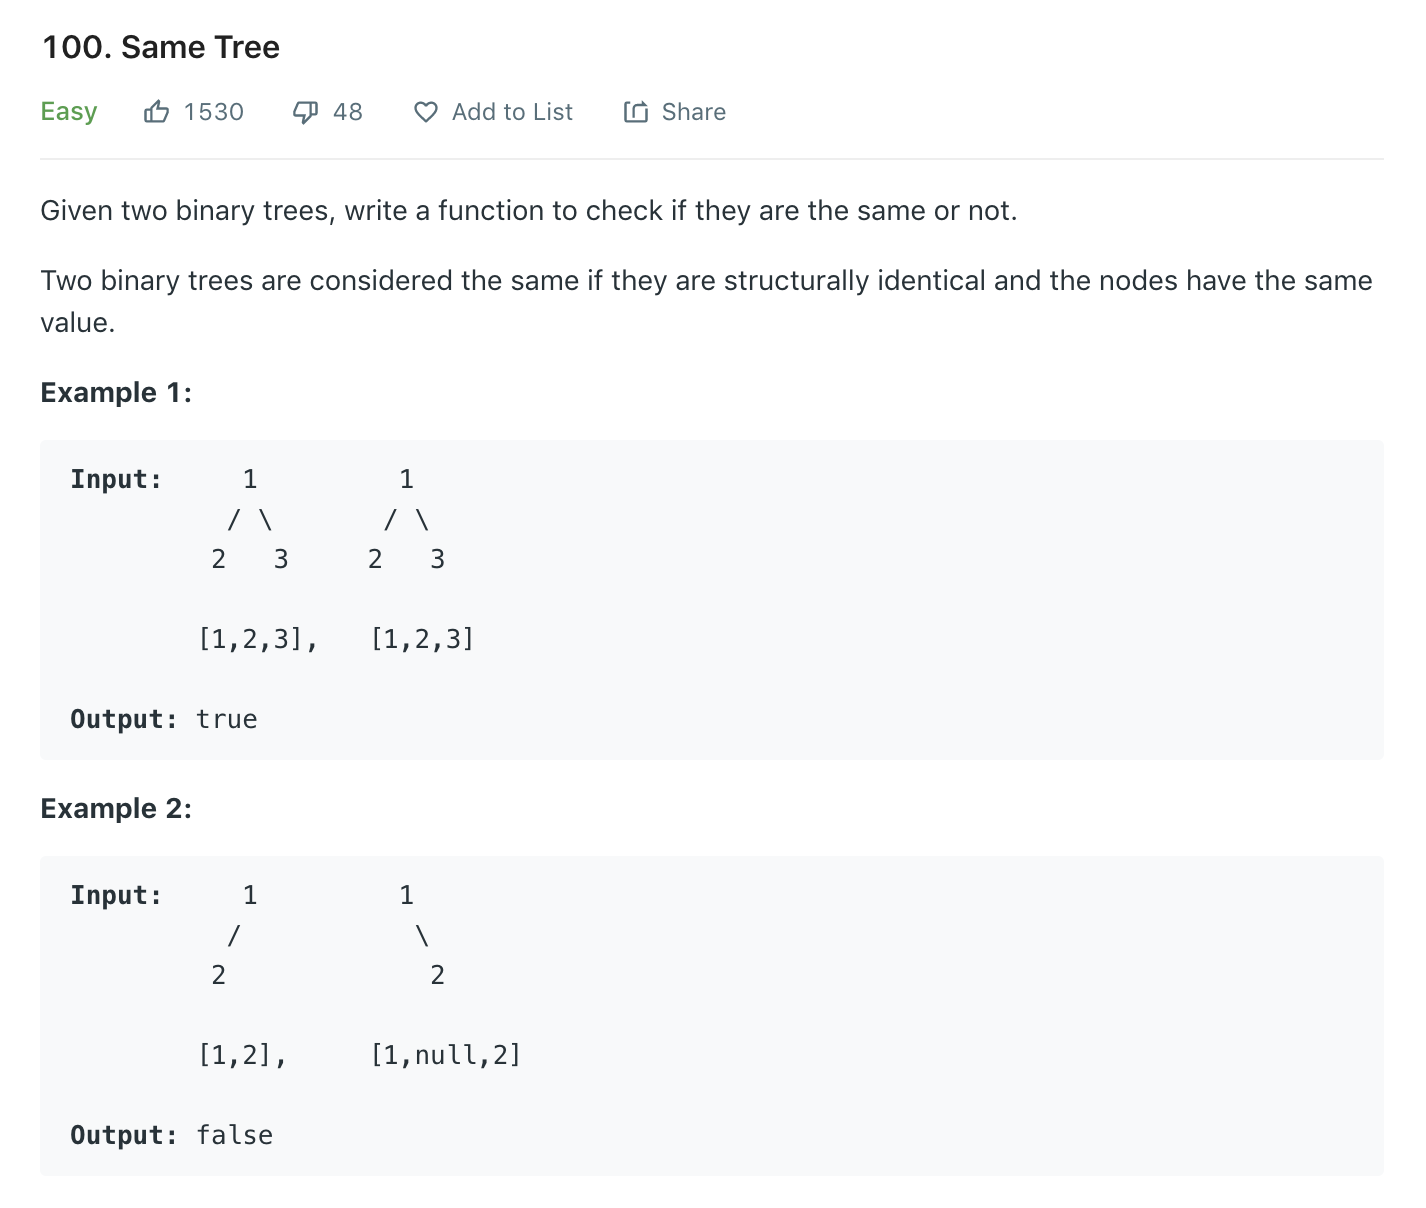 100. Same Tree
Easy 1530 48 Add to List Share
Given two binary trees, write a function to check if they are the same or not.
Two binary trees are considered the same if they are structurally identical and the nodes have the same
value.
Example 1:
Input:     1         1
          / \       / \
         2   3     2   3
        [1,2,3],   [1,2,3]
Output: true
Example 2:
Input:     1         1
          /           \
         2             2
        [1,2],     [1,null,2]
Output: false